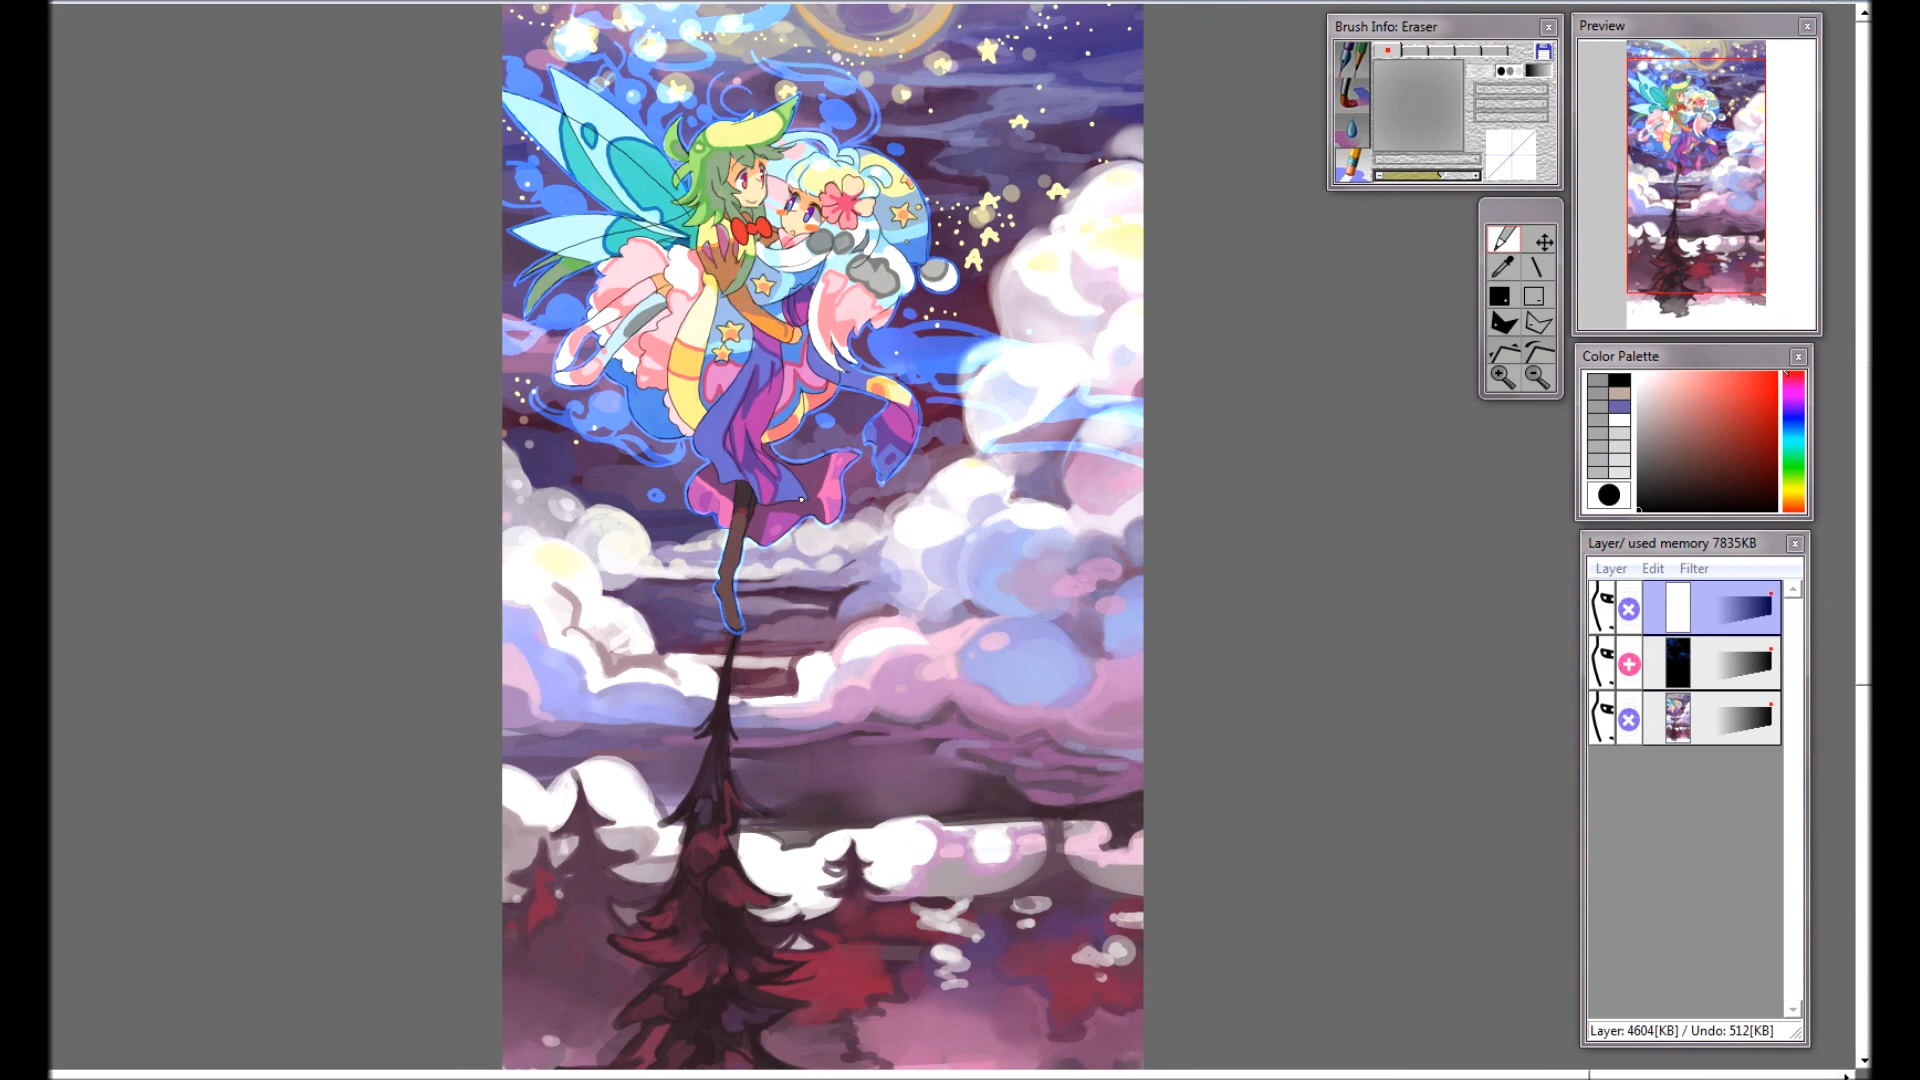 Brush Info: Eraser
Preview
Color Palette
Layer/ used memory 7835KB
Layer Edit Filter
Layer: 4604[KB] / Undo: 512[KB]